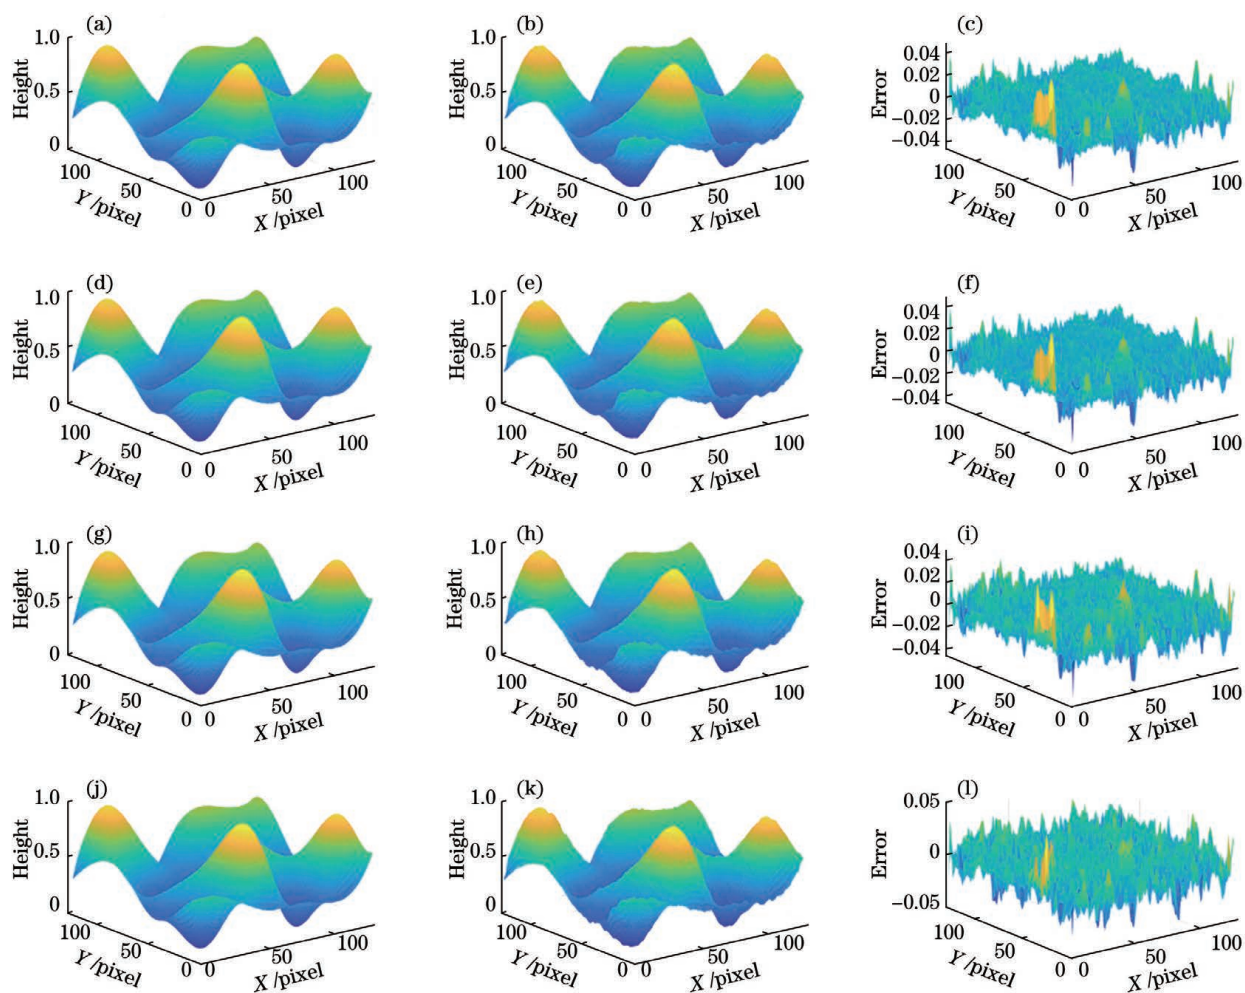 (a) (b) (c)
1.0 1.0 0.04
Height Height Error
0.02
0.5 0.5 0
−0.02
0 0 −0.04
100 100 100
50 100 50 100 50 100
Y /pixel 50 Y /pixel 50 Y /pixel 50
0 0 X /pixel 0 0 X /pixel 0 0 X /pixel
(d) (e) (f)
1.0 1.0 0.04
Height Height Error
0.02
0.5 0.5 0
−0.02
0 0 −0.04
100 100 100
50 100 50 100 50 100
Y /pixel 50 Y /pixel 50 Y /pixel 50
0 0 X /pixel 0 0 X /pixel 0 0 X /pixel
(g) (h) (i)
1.0 1.0 0.04
Height Height Error
0.02
0.5 0.5 0
−0.02
0 0 −0.04
100 100 100
50 100 50 100 50 100
Y /pixel 50 Y /pixel 50 Y /pixel 50
0 0 X /pixel 0 0 X /pixel 0 0 X /pixel
(j) (k) (l)
1.0 1.0 0.05
Height Height Error
0.5 0.5 0
0 0 −0.05
100 100 100
50 100 50 100 50 100
Y /pixel 50 Y /pixel 50 Y /pixel 50
0 0 X /pixel 0 0 X /pixel 0 0 X /pixel